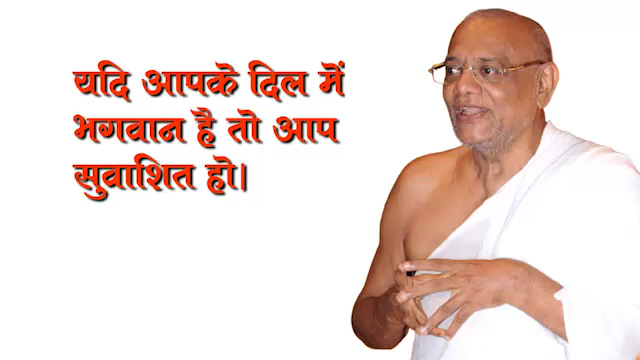 यदि आपके दिल में
भगवान है तो आप
सुवाशित हो।